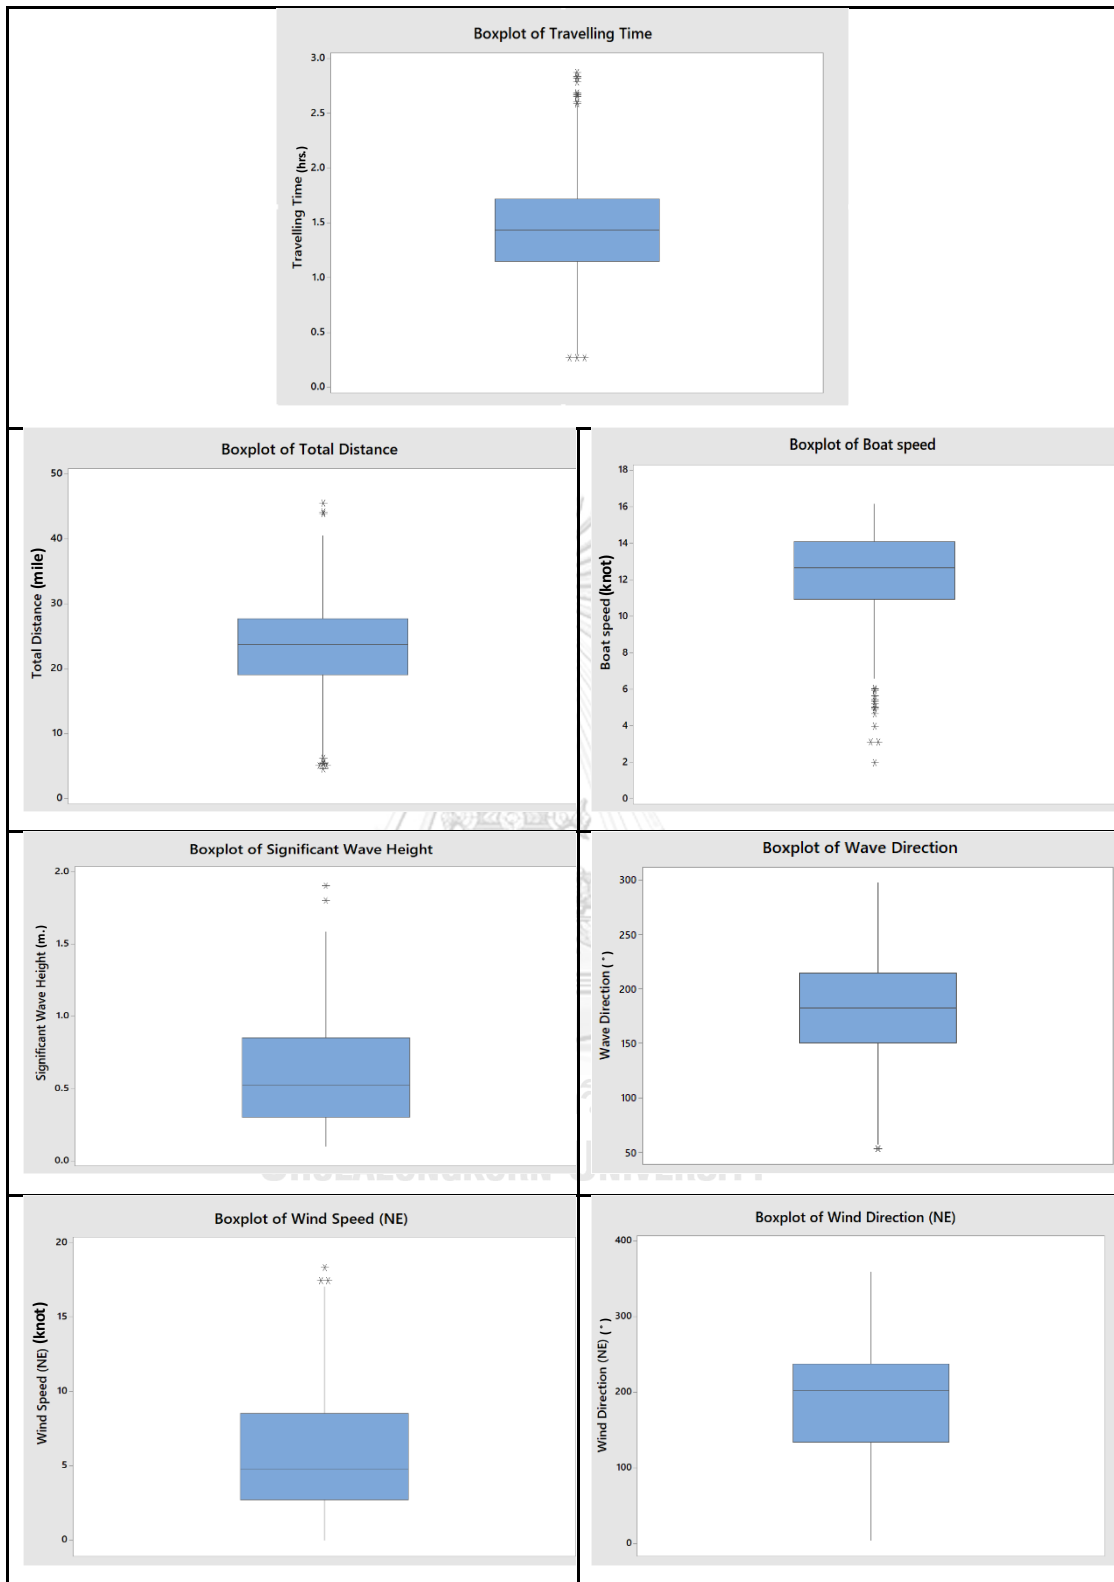 Boxplot of Travelling Time
Travelling Time (hrs.)
3.0
2.5
2.0
1.5
1.0
0.5
0.0
Boxplot of Total Distance
Total Distance (mile)
50
40
30
20
10
0
Boxplot of Boat speed
Boat speed (knot)
18
16
14
12
10
8
6
4
2
0
Boxplot of Significant Wave Height
Significant Wave Height (m.)
2.0
1.5
1.0
0.5
0.0
Boxplot of Wave Direction
Wave Direction (°)
300
250
200
150
100
50
CHULALONGKORN UNIVERSITY
Boxplot of Wind Speed (NE)
Wind Speed (NE) (knot)
20
15
10
5
0
Boxplot of Wind Direction (NE)
Wind Direction (NE) (°)
400
300
200
100
0